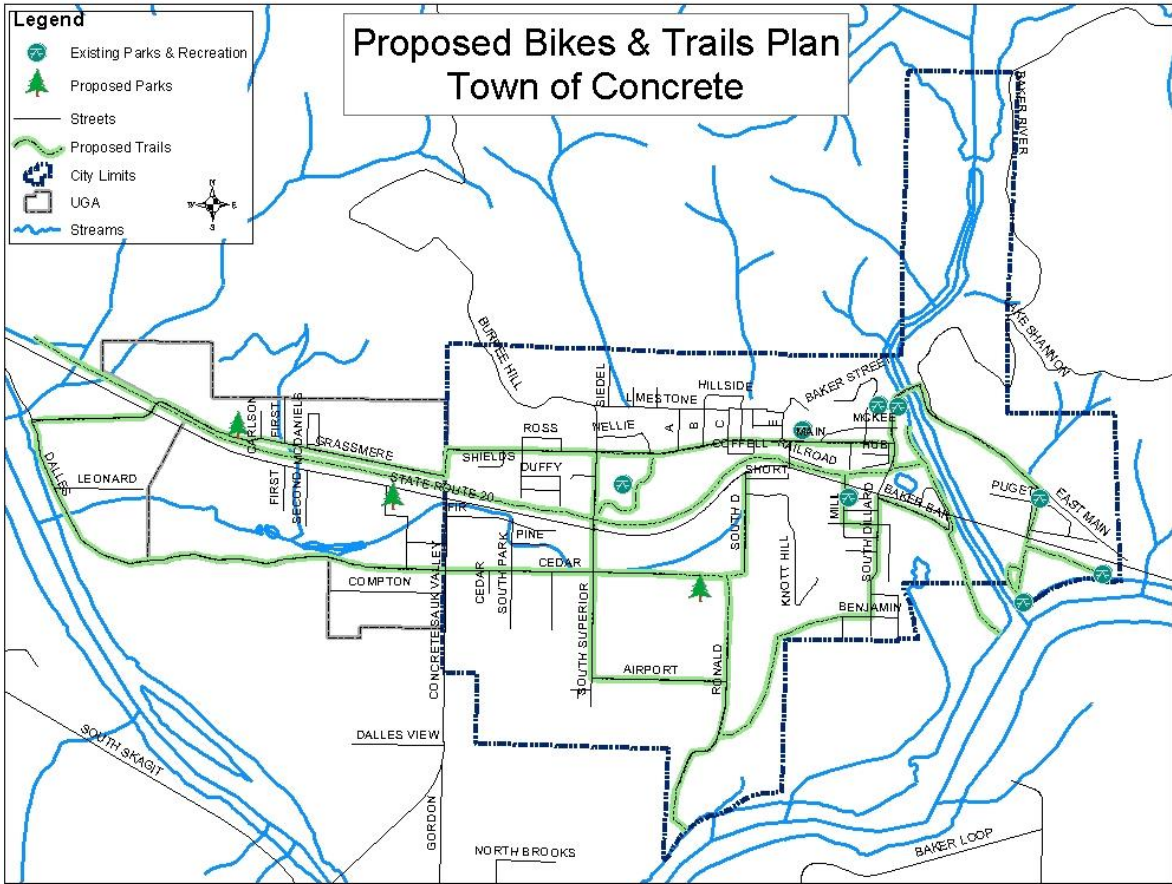 Legend
Existing Parks & Recreation
Proposed Parks
Streets
Proposed Trails
City Limits
UGA
Streams
N
W
E
S
Proposed Bikes & Trails Plan
Town of Concrete
BAKER RIVER
LAKE SHANNON
BURPEE HILL
SIEDEL
HILLSIDE
LIMESTONE
BAKER STREET
MCKEE
MAIN
A
B
C
E
ROSS
NELLIE
COFFELL
RAILROAD
HUB
CARLSON
FIRST
SECOND
MCDANIELS
GRASSMERE
SHIELDS
DUFFY
SHORT
STATE ROUTE 20
DALLES
LEONARD
FIRST
FIR
PINE
CEDAR
SOUTH D
MILL
BAKER BAR
SOUTH DILLARD
PUGET
EAST MAIN
COMPTON
CONCRETE SAUK VALLEY
CEDAR
SOUTH PARK
SOUTH SUPERIOR
KNOTT HILL
BENJAMIN
AIRPORT
RONALD
DALLES VIEW
SOUTH SKAGIT
GORDON
NORTH BROOKS
BAKER LOOP